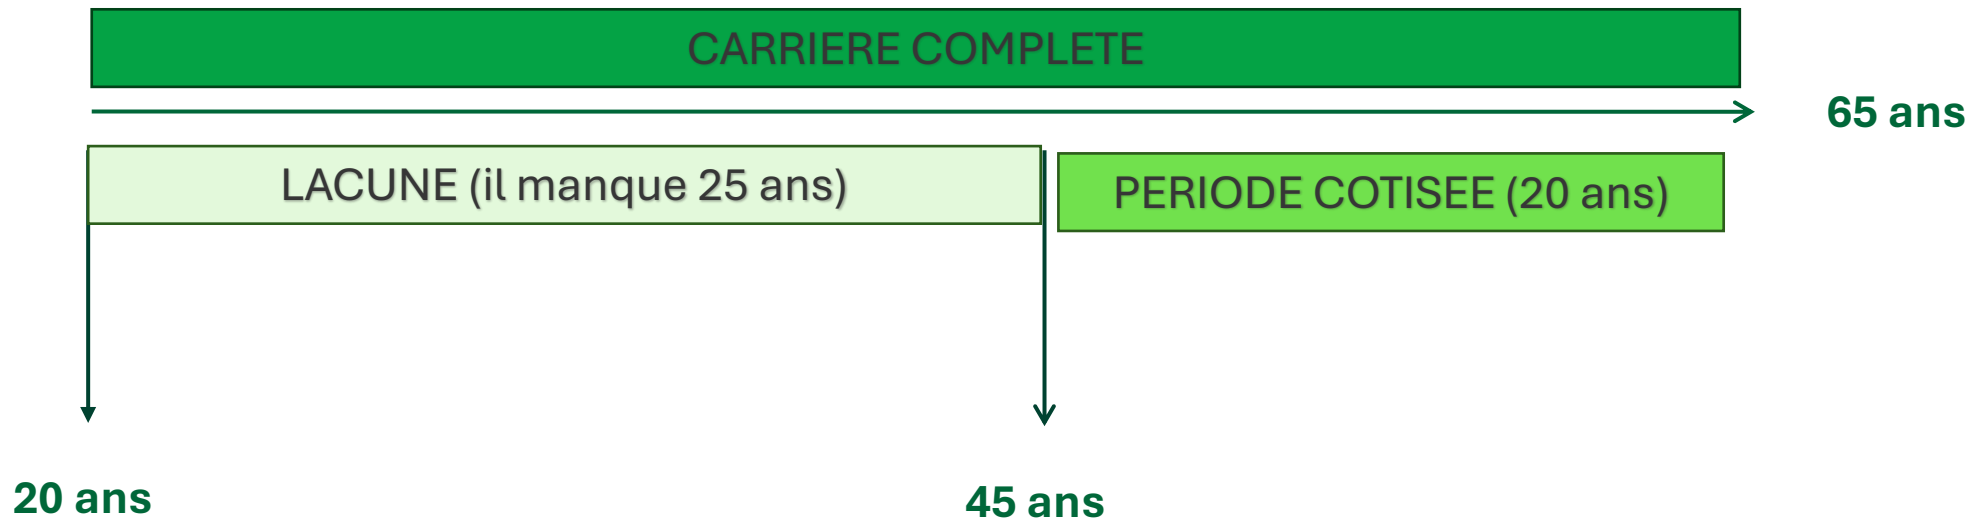 CARRIERE COMPLETE
65 ans
LACUNE (il manque 25 ans)
PERIODE COTISEE (20 ans)
20 ans
45 ans